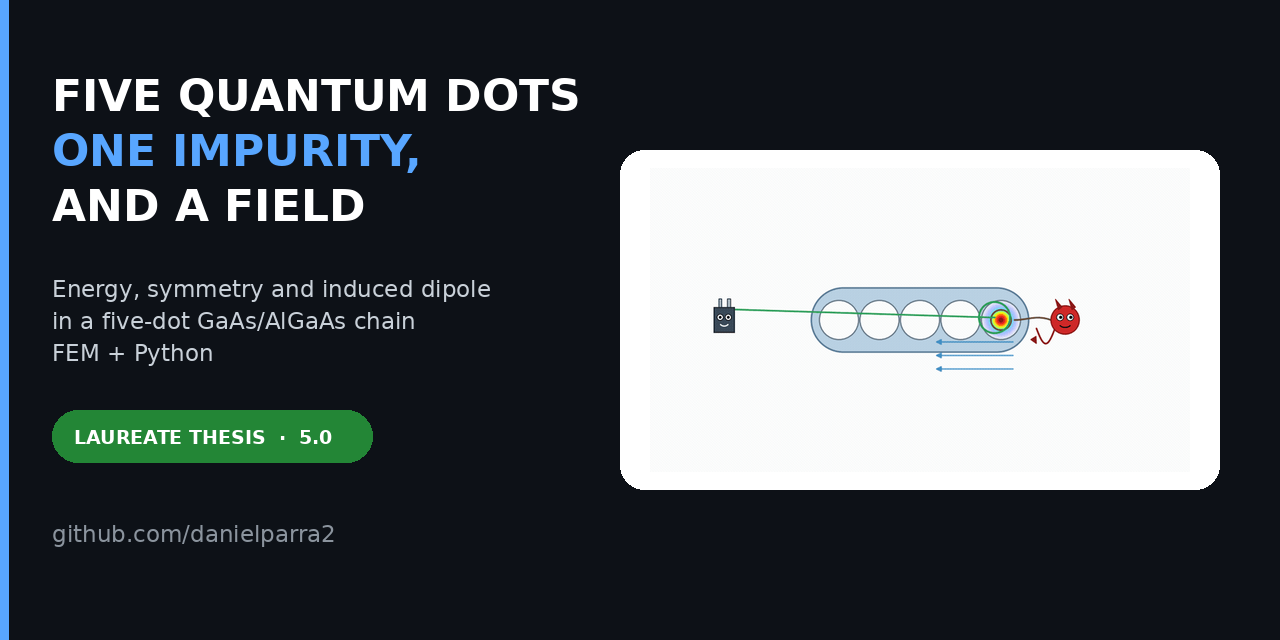 FIVE QUANTUM DOTS
ONE IMPURITY,
AND A FIELD
Energy, symmetry and induced dipole
in a five-dot GaAs/AlGaAs chain
FEM + Python
LAUREATE THESIS · 5.0
github.com/danielparra2